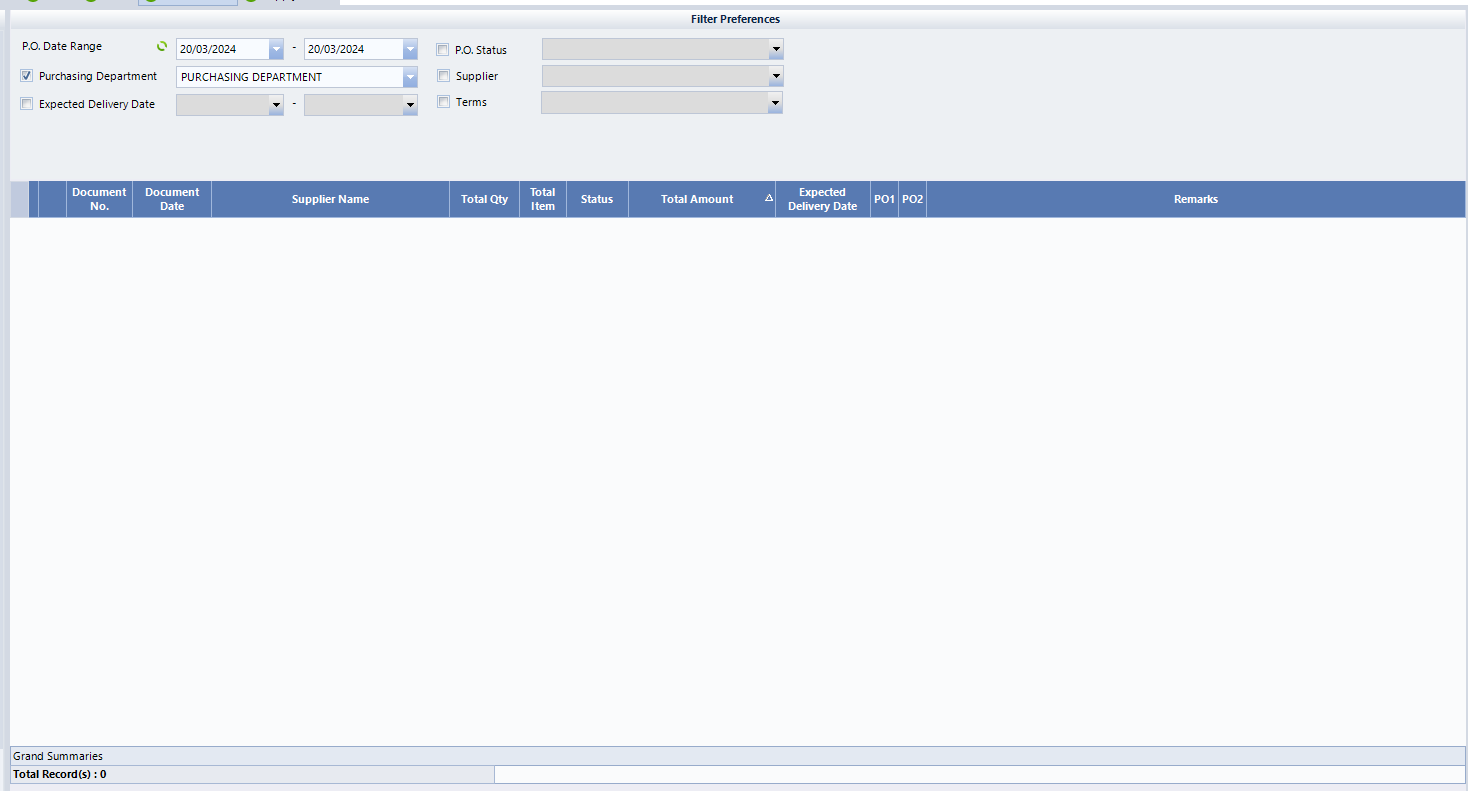 Filter Preferences
P.O. Date Range 20/03/2024 - 20/03/2024 P.O. Status
Purchasing Department PURCHASING DEPARTMENT Supplier
Expected Delivery Date - Terms
Document No. Document Date Supplier Name Total Qty Total Item Status Total Amount Expected Delivery Date PO1 PO2 Remarks
Grand Summaries
Total Record(s) : 0